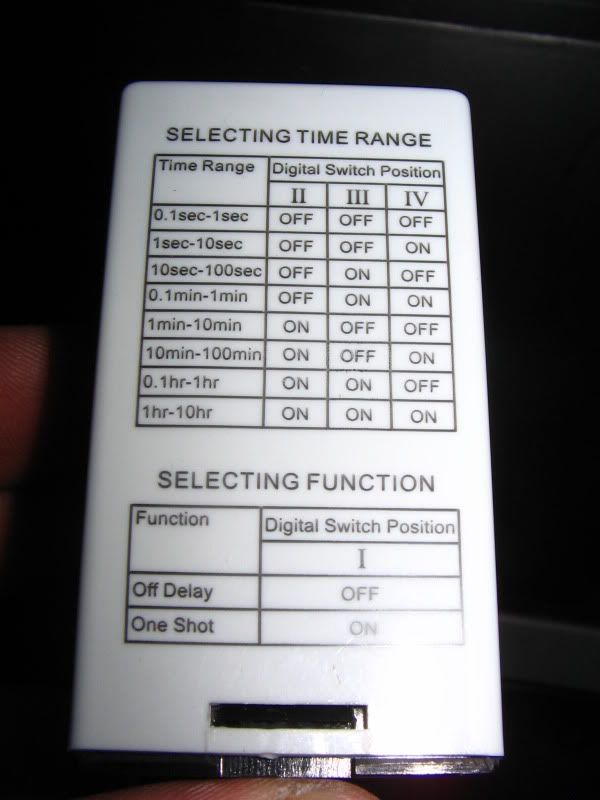 SELECTING TIME RANGE
Time Range Digital Switch Position
II III IV
0.1sec-1sec OFF OFF OFF
1sec-10sec OFF OFF ON
10sec-100sec OFF ON OFF
0.1min-1min OFF ON ON
1min-10min ON OFF OFF
10min-100min ON OFF ON
0.1hr-1hr ON ON OFF
1hr-10hr ON ON ON
SELECTING FUNCTION
Function Digital Switch Position
I
Off Delay OFF
One Shot ON